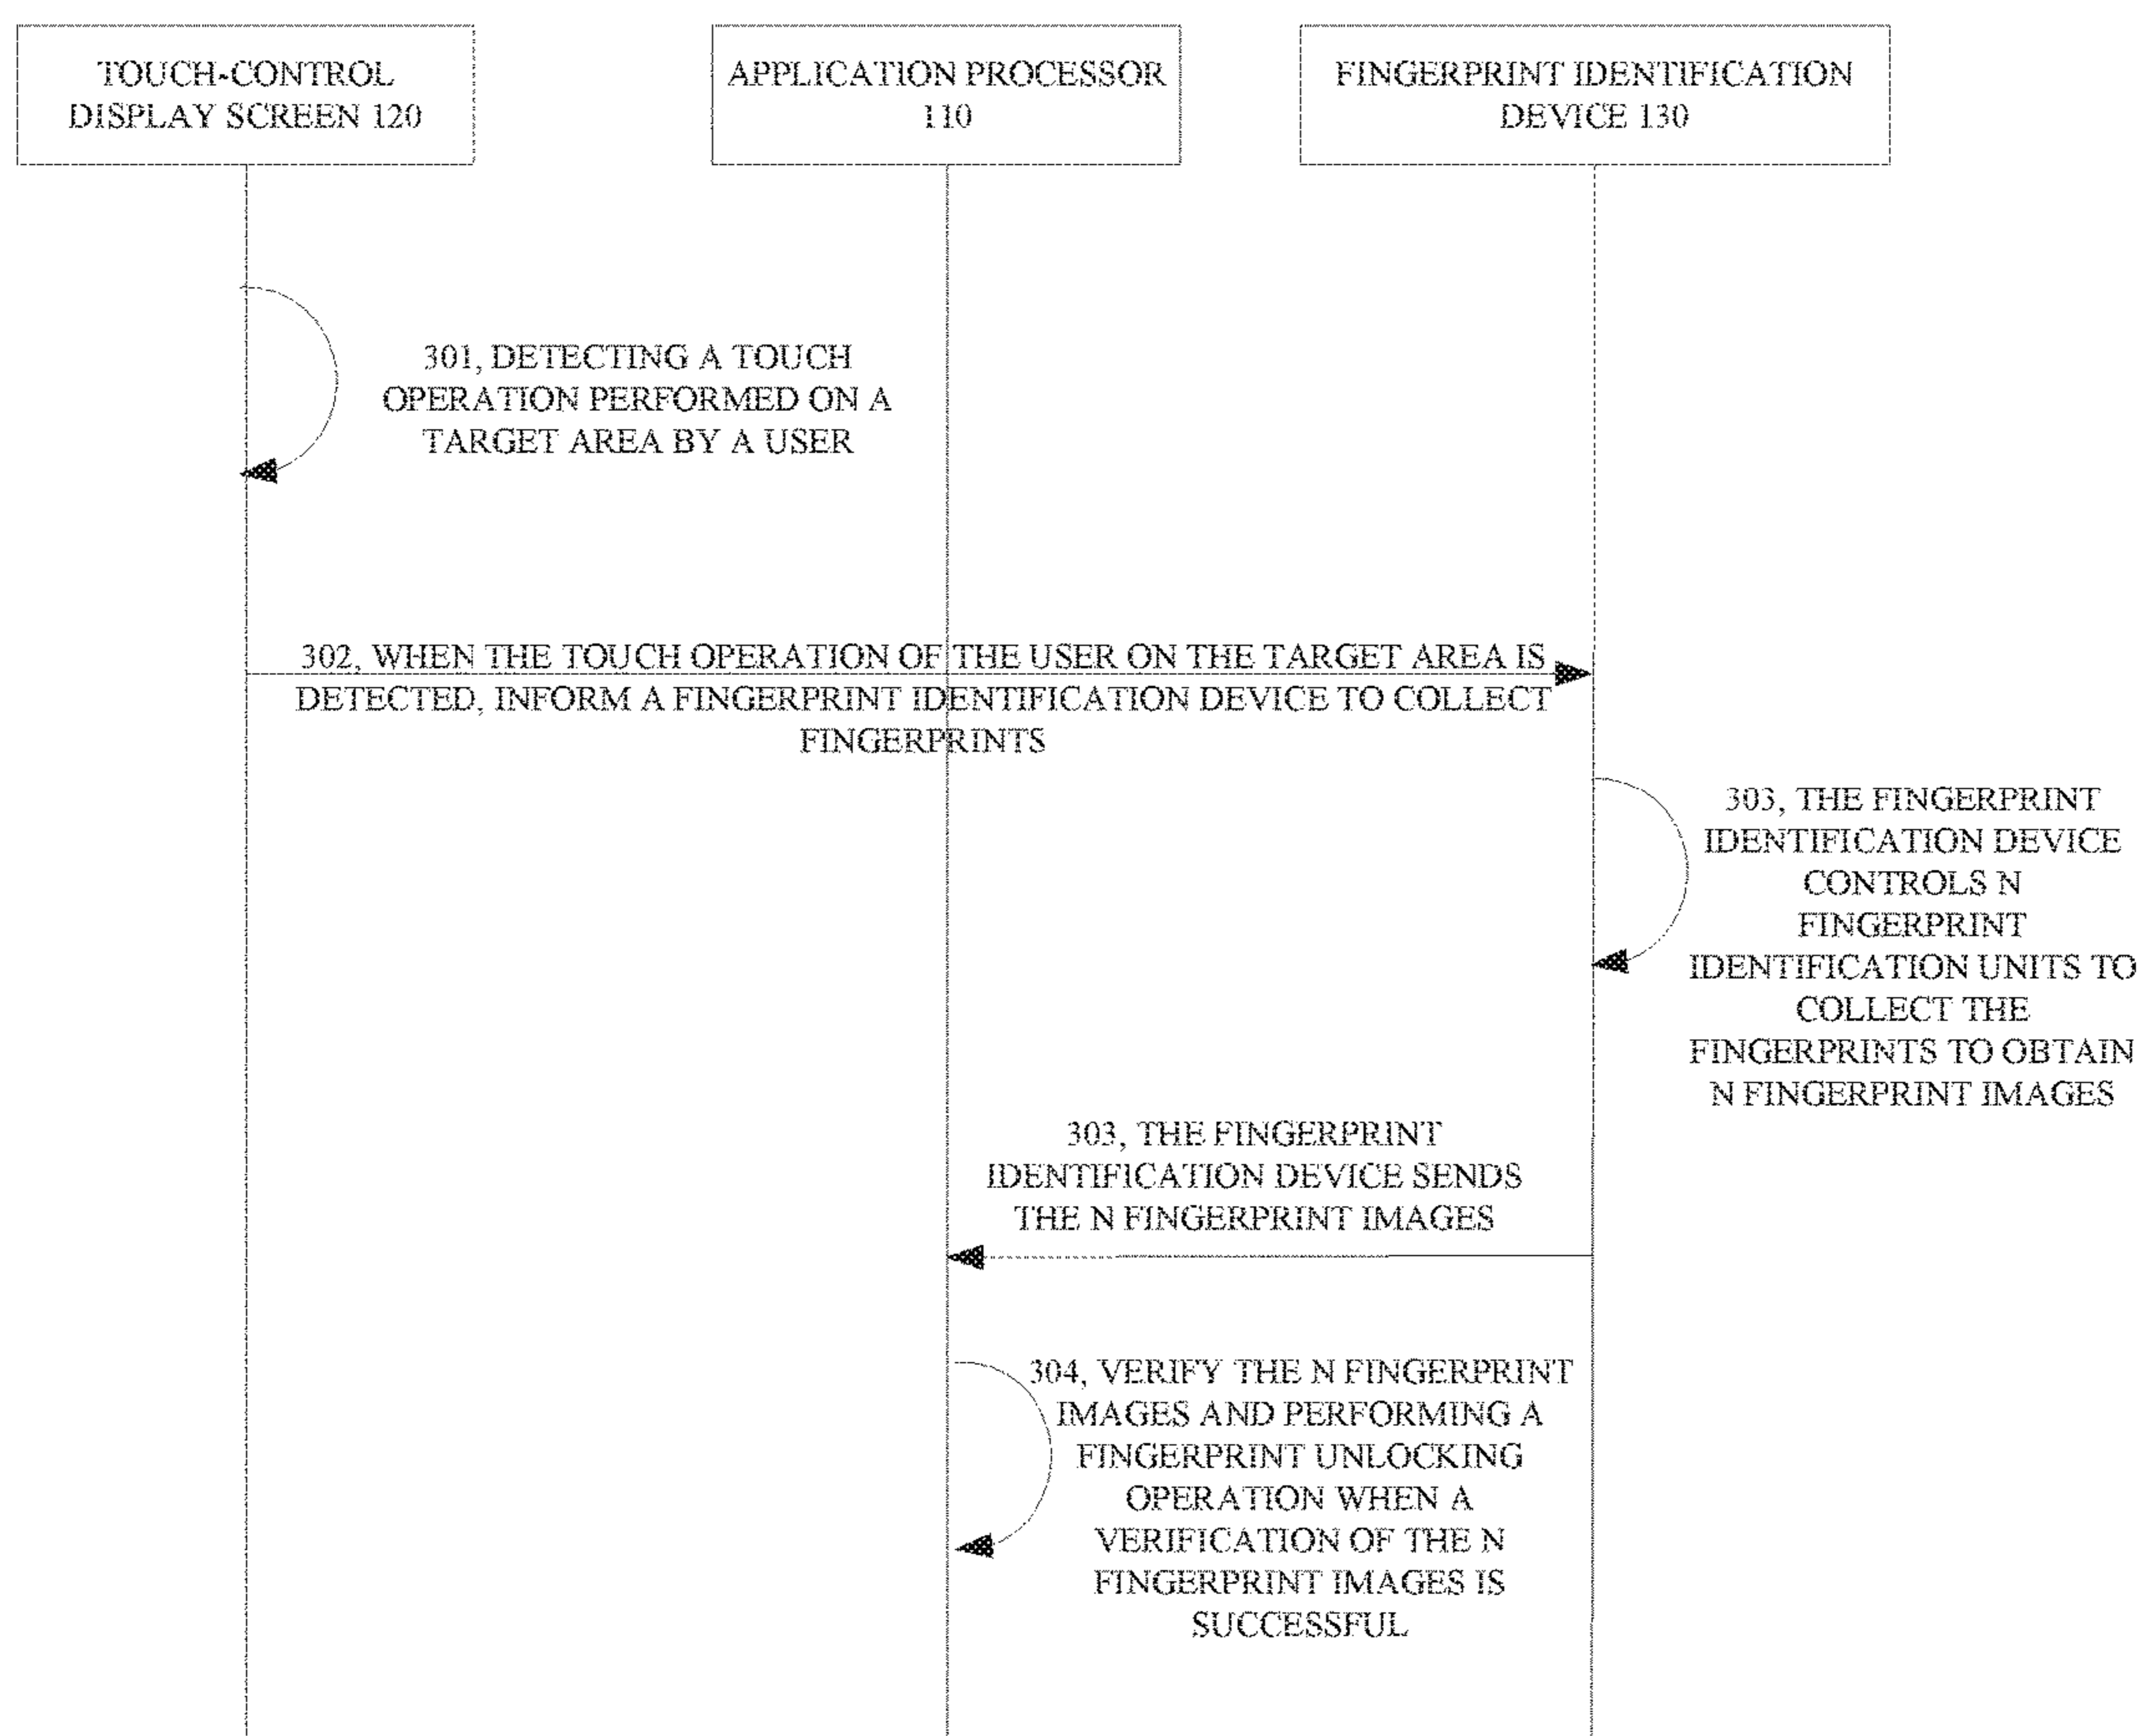 TOUCH-CONTROL
DISPLAY SCREEN 120
APPLICATION PROCESSOR
110
FINGERPRINT IDENTIFICATION
DEVICE 130
301, DETECTING A TOUCH
OPERATION PERFORMED ON A
TARGET AREA BY A USER
302, WHEN THE TOUCH OPERATION OF THE USER ON THE TARGET AREA IS
DETECTED, INFORM A FINGERPRINT IDENTIFICATION DEVICE TO COLLECT
FINGERPRINTS
303, THE FINGERPRINT
IDENTIFICATION DEVICE
CONTROLS N
FINGERPRINT
IDENTIFICATION UNITS TO
COLLECT THE
FINGERPRINTS TO OBTAIN
N FINGERPRINT IMAGES
303, THE FINGERPRINT
IDENTIFICATION DEVICE SENDS
THE N FINGERPRINT IMAGES
304, VERIFY THE N FINGERPRINT
IMAGES AND PERFORMING A
FINGERPRINT UNLOCKING
OPERATION WHEN A
VERIFICATION OF THE N
FINGERPRINT IMAGES IS
SUCCESSFUL